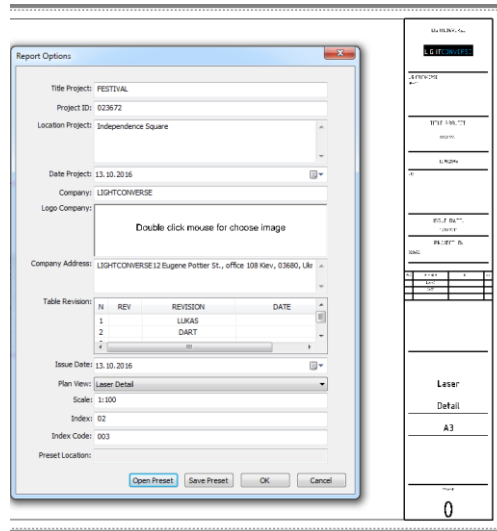 Report Options
Title Project: FESTIVAL
Project ID: 023672
Location Project: Independence Square
Date Project: 13.10.2016
Company: LIGHTCONVERSE
Logo Company:
Double click mouse for choose image
Company Address: LIGHTCONVERSE12 Eugene Pottier St., office 108 Kiev, 03680, Ukr
Table Revision:
N REV REVISION DATE
1 LUKAS
2 DART
Issue Date: 13.10.2016
Plan View: Laser Detail
Scale: 1:100
Index: 02
Index Code: 003
Preset Location:
Open Preset Save Preset OK Cancel
LIGHTCONVERSE
TITLE PROJECT
Laser
Detail
A3
0